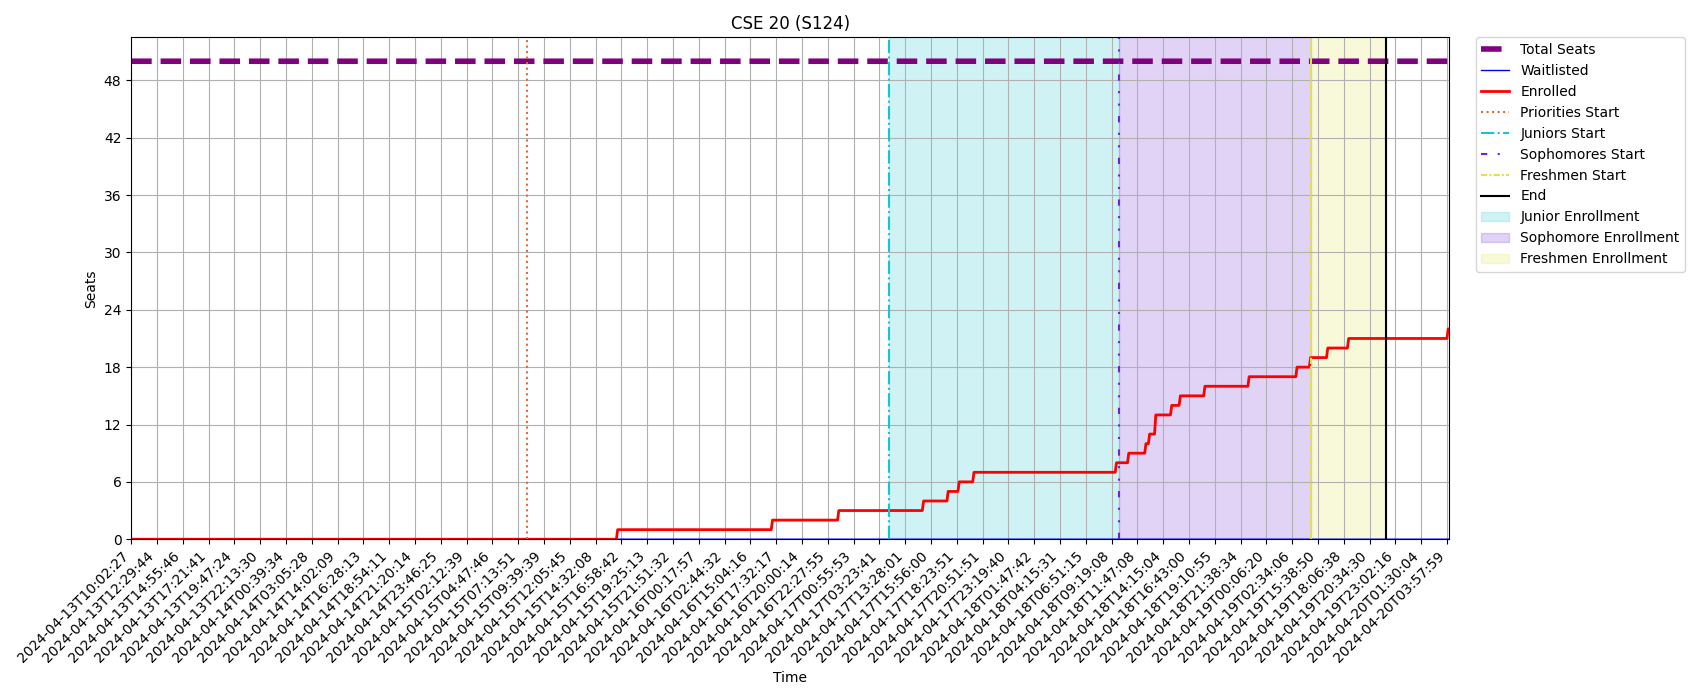 CSE 20 (S124)
Total Seats
Waitlisted
Enrolled
Priorities Start
Juniors Start
Sophomores Start
Freshmen Start
End
Junior Enrollment
Sophomore Enrollment
Freshmen Enrollment
Seats
48
42
36
30
24
18
12
6
0
2024-04-13T10:02:27
2024-04-13T12:29:44
2024-04-13T14:55:46
2024-04-13T17:21:41
2024-04-13T19:47:24
2024-04-13T22:13:30
2024-04-14T00:39:34
2024-04-14T03:05:28
2024-04-14T14:02:09
2024-04-14T16:28:13
2024-04-14T18:54:11
2024-04-14T21:20:14
2024-04-14T23:46:25
2024-04-15T02:12:39
2024-04-15T04:47:46
2024-04-15T07:13:51
2024-04-15T09:39:39
2024-04-15T12:05:45
2024-04-15T14:32:08
2024-04-15T16:58:42
2024-04-15T19:25:13
2024-04-15T21:51:32
2024-04-16T00:17:57
2024-04-16T02:44:32
2024-04-16T15:04:16
2024-04-16T17:32:17
2024-04-16T20:00:14
2024-04-16T22:27:55
2024-04-17T00:55:53
2024-04-17T03:23:41
2024-04-17T13:28:01
2024-04-17T15:56:00
2024-04-17T18:23:51
2024-04-17T20:51:51
2024-04-17T23:19:40
2024-04-18T01:47:42
2024-04-18T04:15:31
2024-04-18T06:51:15
2024-04-18T09:19:08
2024-04-18T11:47:08
2024-04-18T14:15:04
2024-04-18T16:43:00
2024-04-18T19:10:55
2024-04-18T21:38:34
2024-04-19T00:06:20
2024-04-19T02:34:06
2024-04-19T15:38:50
2024-04-19T18:06:38
2024-04-19T20:34:30
2024-04-19T23:02:16
2024-04-20T01:30:04
2024-04-20T03:57:59
Time